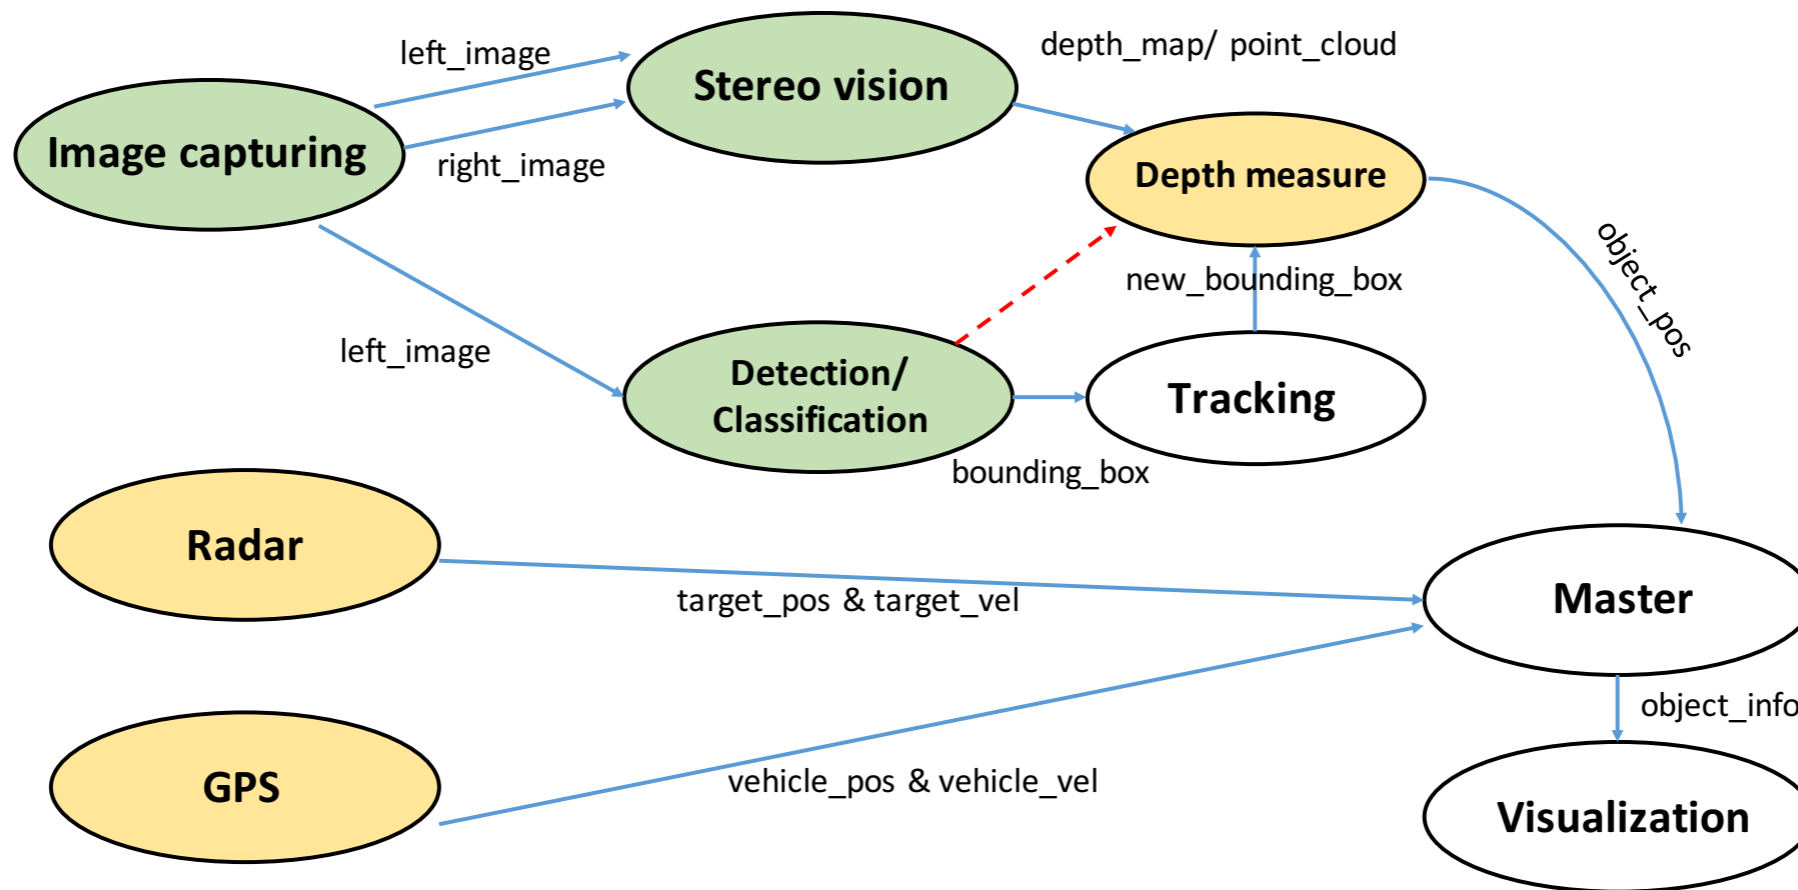 left_image
Stereo vision
depth_map/ point_cloud
Image capturing
right_image
Depth measure
object_pos
new_bounding_box
left_image
Detection/
Classification
Tracking
bounding_box
Radar
target_pos & target_vel
Master
object_info
GPS
vehicle_pos & vehicle_vel
Visualization